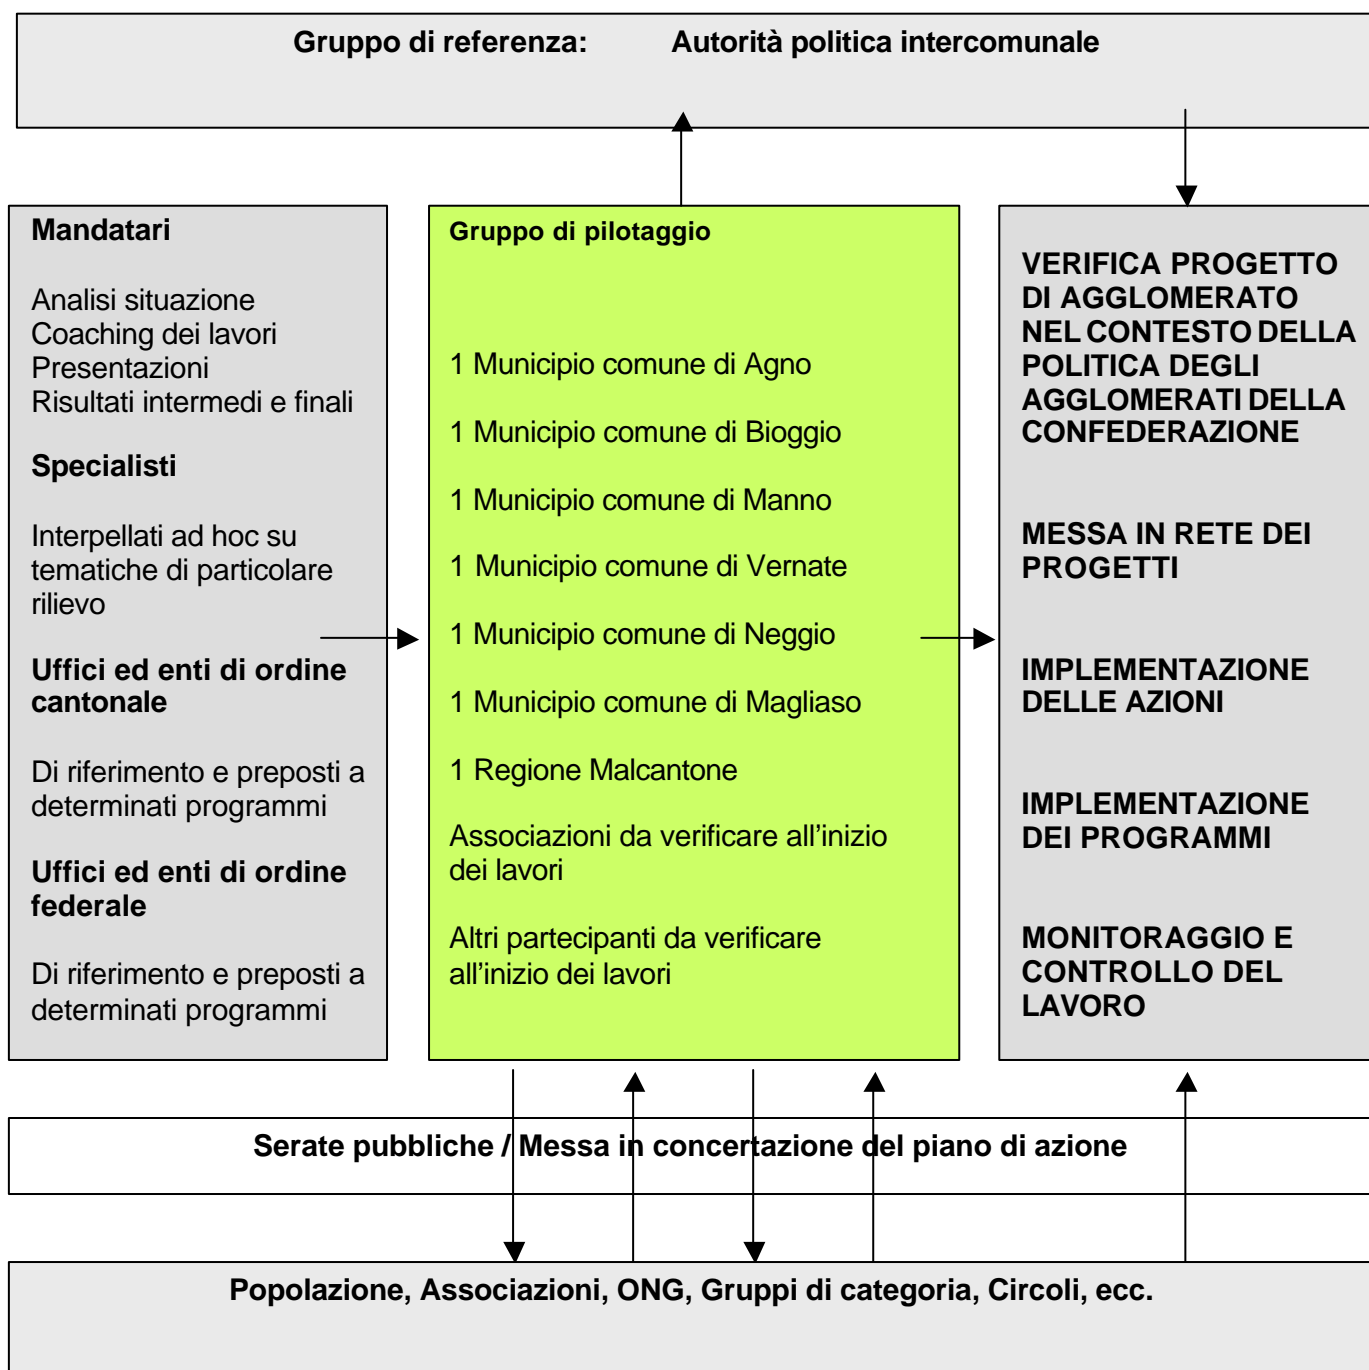 Gruppo di referenza: Autorità politica intercomunale
Mandatari
Analisi situazione
Coaching dei lavori
Presentazioni
Risultati intermedi e finali
Specialisti
Interpellati ad hoc su
tematiche di particolare
rilievo
Uffici ed enti di ordine
cantonale
Di riferimento e preposti a
determinati programmi
Uffici ed enti di ordine
federale
Di riferimento e preposti a
determinati programmi
Gruppo di pilotaggio
1 Municipio comune di Agno
1 Municipio comune di Bioggio
1 Municipio comune di Manno
1 Municipio comune di Vernate
1 Municipio comune di Neggio
1 Municipio comune di Magliaso
1 Regione Malcantone
Associazioni da verificare all’inizio
dei lavori
Altri partecipanti da verificare
all’inizio dei lavori
VERIFICA PROGETTO
DI AGGLOMERATO
NEL CONTESTO DELLA
POLITICA DEGLI
AGGLOMERATI DELLA
CONFEDERAZIONE
MESSA IN RETE DEI
PROGETTI
IMPLEMENTAZIONE
DELLE AZIONI
IMPLEMENTAZIONE
DEI PROGRAMMI
MONITORAGGIO E
CONTROLLO DEL
LAVORO
Serate pubbliche / Messa in concertazione del piano di azione
Popolazione, Associazioni, ONG, Gruppi di categoria, Circoli, ecc.